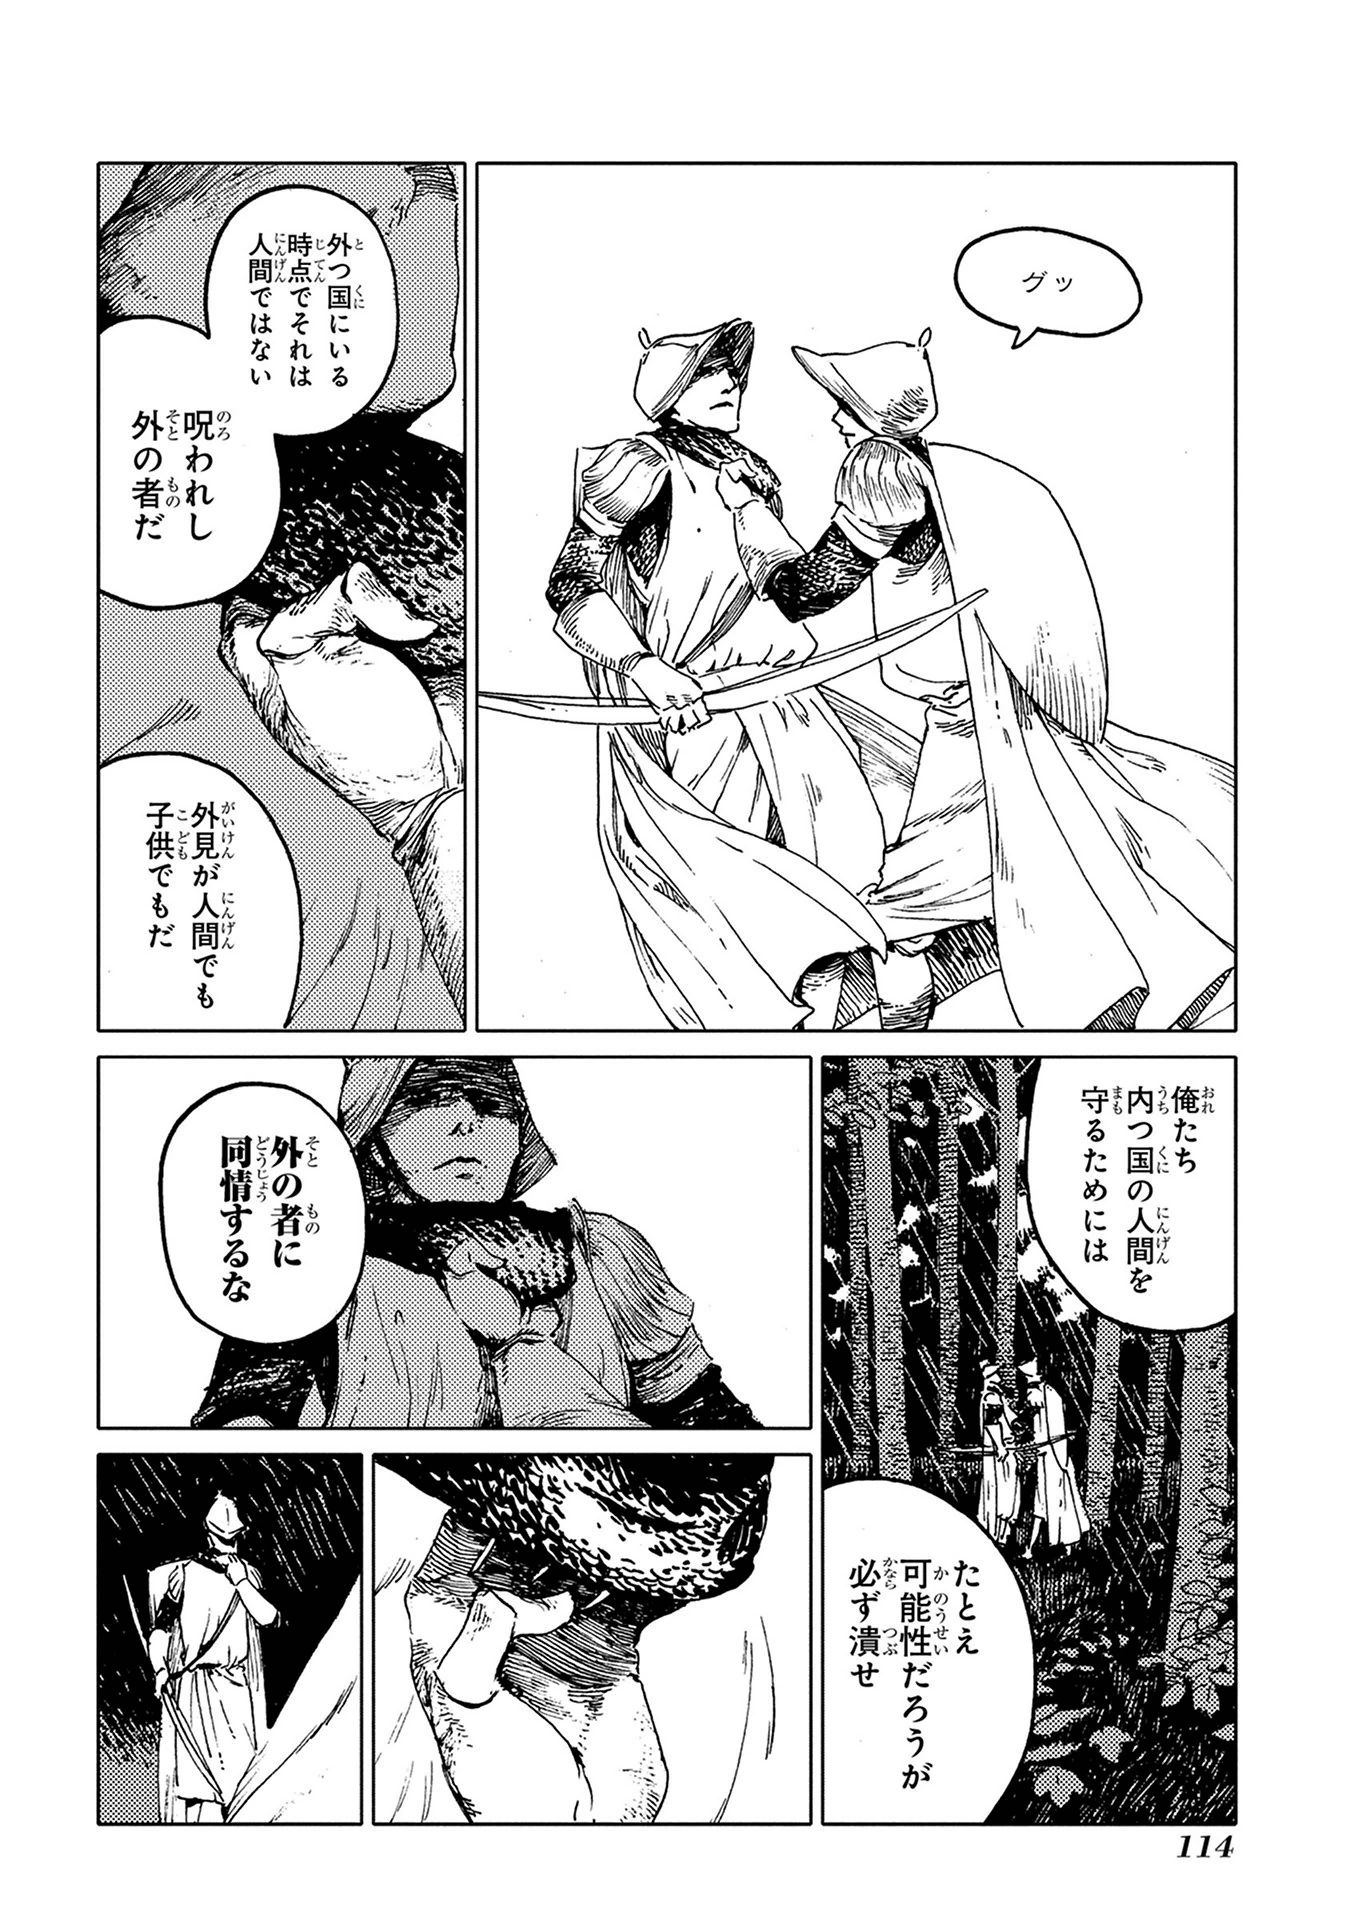 グッ
外つ国にいる
時点でそれは
人間ではない
呪われし
外の者だ
外見が人間でも
子供でもだ
俺たち
内つ国の人間を
守るためには
たとえ
可能性だろうが
必ず潰せ
外の者に
同情するな
114